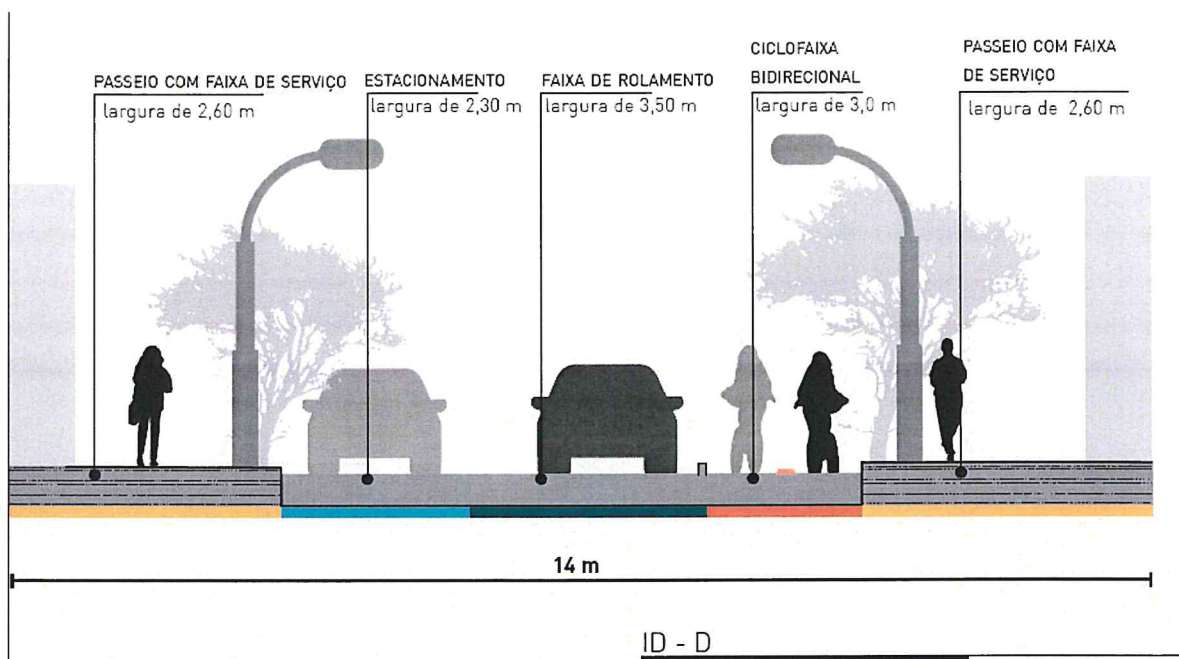 PASSEIO COM FAIXA DE SERVIÇO
largura de 2,60 m
ESTACIONAMENTO
largura de 2,30 m
FAIXA DE ROLAMENTO
largura de 3,50 m
CICLOFAIXA
BIDIRECIONAL
largura de 3,0 m
PASSEIO COM FAIXA
DE SERVIÇO
largura de 2,60 m
14 m
ID - D